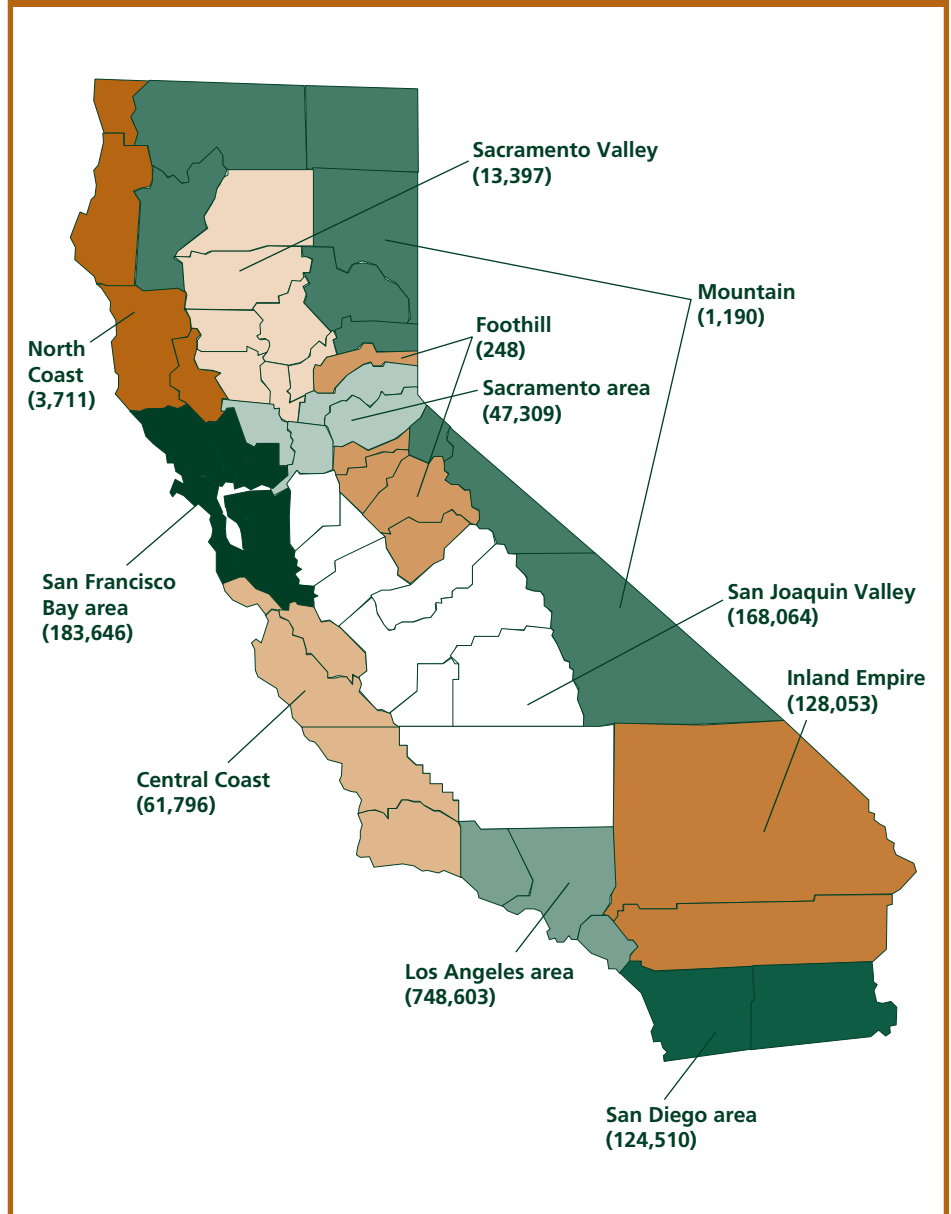 Sacramento Valley
(13,397)
Mountain
(1,190)
Foothill
(248)
North
Coast
(3,711)
Sacramento area
(47,309)
San Francisco
Bay area
(183,646)
San Joaquin Valley
(168,064)
Inland Empire
(128,053)
Central Coast
(61,796)
Los Angeles area
(748,603)
San Diego area
(124,510)